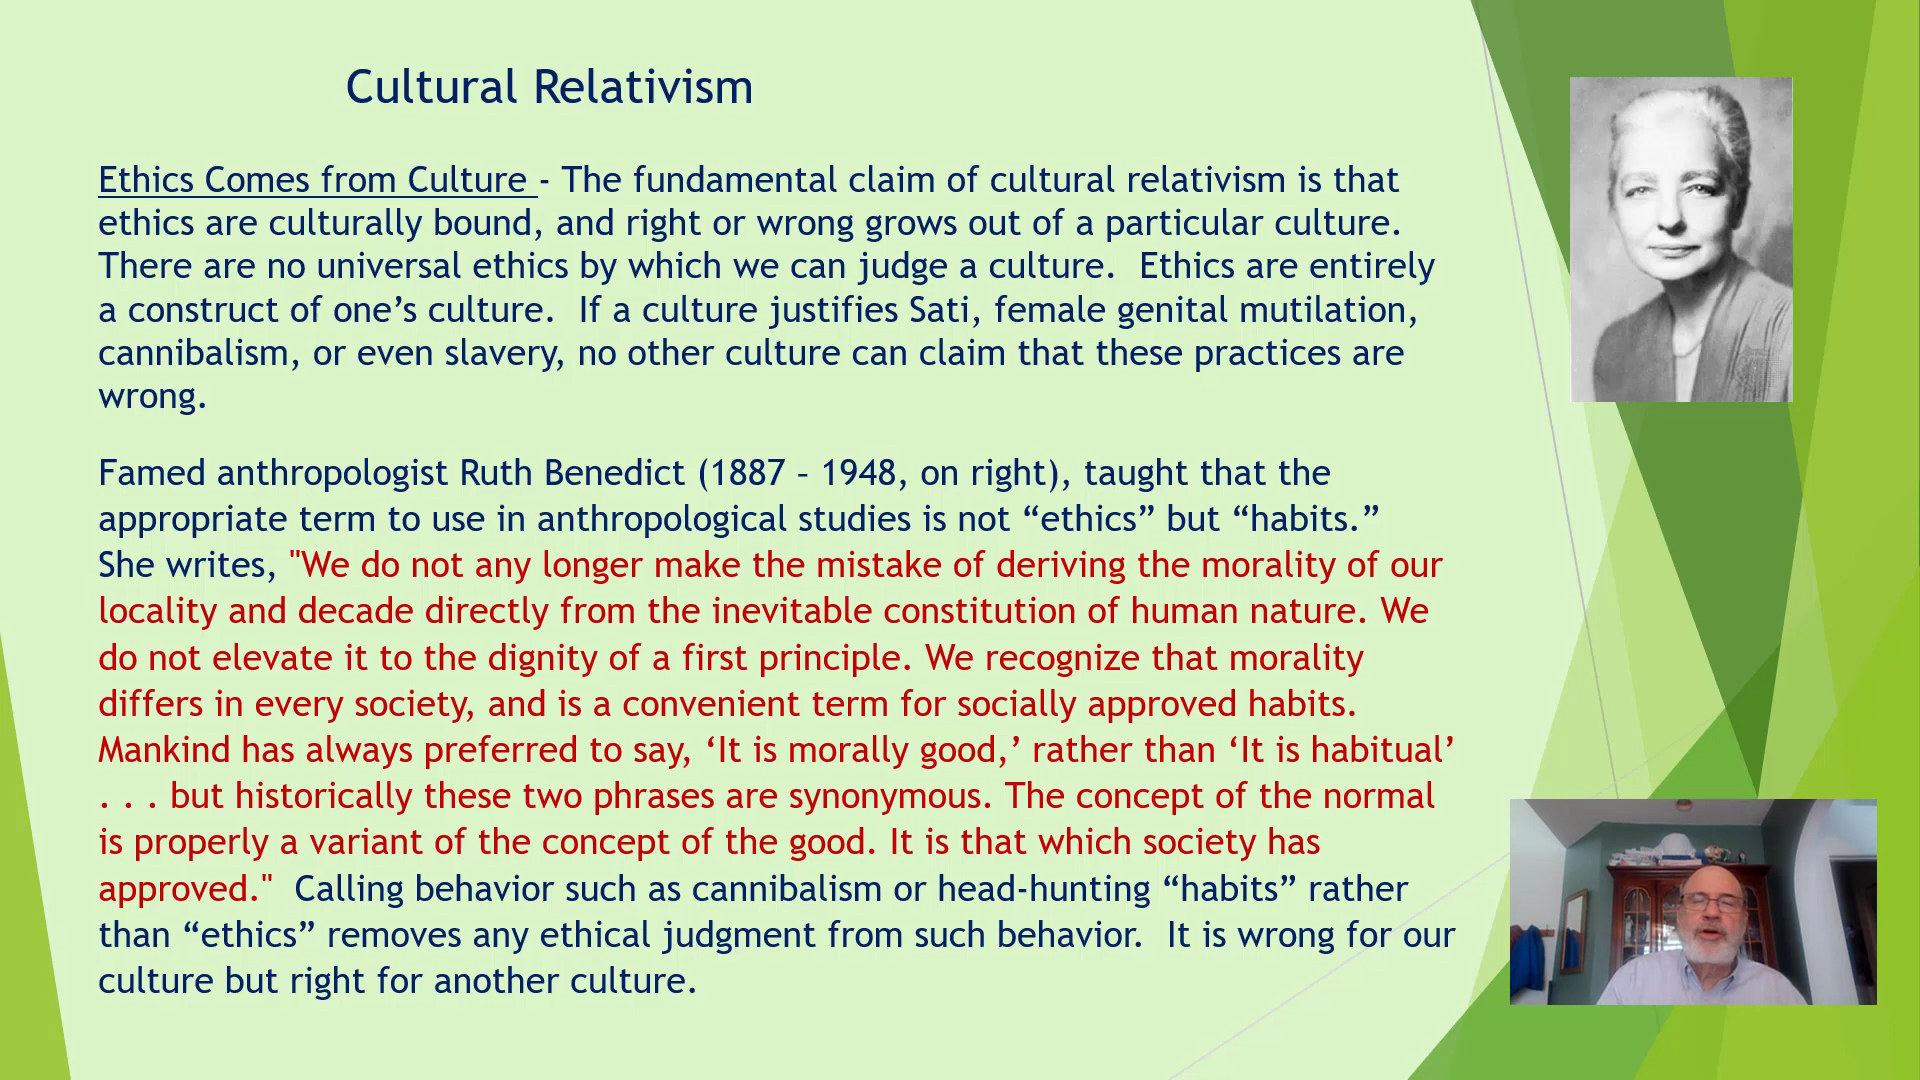 Cultural Relativism
Ethics Comes from Culture - The fundamental claim of cultural relativism is that
ethics are culturally bound, and right or wrong grows out of a particular culture.
There are no universal ethics by which we can judge a culture.  Ethics are entirely
a construct of one’s culture.  If a culture justifies Sati, female genital mutilation,
cannibalism, or even slavery, no other culture can claim that these practices are
wrong.
Famed anthropologist Ruth Benedict (1887 – 1948, on right), taught that the
appropriate term to use in anthropological studies is not “ethics” but “habits.”
She writes, "We do not any longer make the mistake of deriving the morality of our
locality and decade directly from the inevitable constitution of human nature. We
do not elevate it to the dignity of a first principle. We recognize that morality
differs in every society, and is a convenient term for socially approved habits.
Mankind has always preferred to say, ‘It is morally good,’ rather than ‘It is habitual’
. . . but historically these two phrases are synonymous. The concept of the normal
is properly a variant of the concept of the good. It is that which society has
approved."  Calling behavior such as cannibalism or head-hunting “habits” rather
than “ethics” removes any ethical judgment from such behavior.  It is wrong for our
culture but right for another culture.